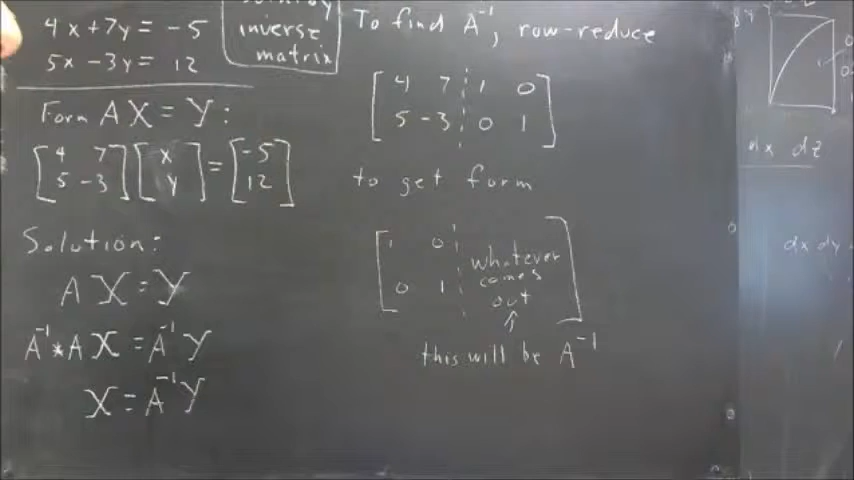 4x + 7y = -5
5x - 3y = 12
inverse
matrix
Form AX = Y:
[4 7
5 -3] [x
y] = [-5
12]
Solution:
AX = Y
A⁻¹*AX = A⁻¹Y
X = A⁻¹Y
To find A⁻¹, row-reduce
[4 7 ¦ 1 0
5 -3 ¦ 0 1]
to get form
[1 0 ¦ whatever
comes
0 1 ¦ out]
↑
this will be A⁻¹
dx dz
dx dy